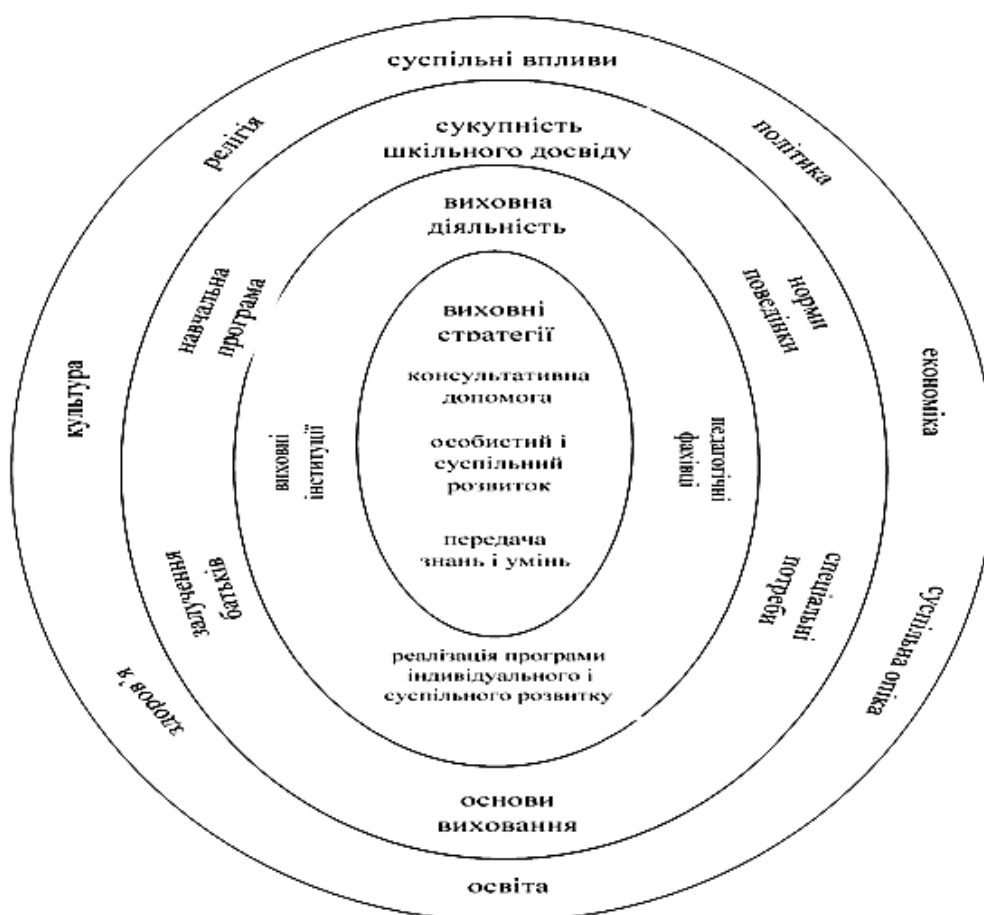 суспільні впливи
релігія
політика
сукупність
шкільного досвіду
виховна
діяльність
навчальна
програма
норми
поведінки
виховні
стратегії
культура
економіка
консультативна
допомога
виховні
інституції
педагогічні
фахівці
особистий і
суспільний
розвиток
передача
знань і умінь
залучення
батьків
спеціальні
потреби
здоров'я
суспільна опіка
реалізація програми
індивідуального і
суспільного розвитку
основи
виховання
освіта